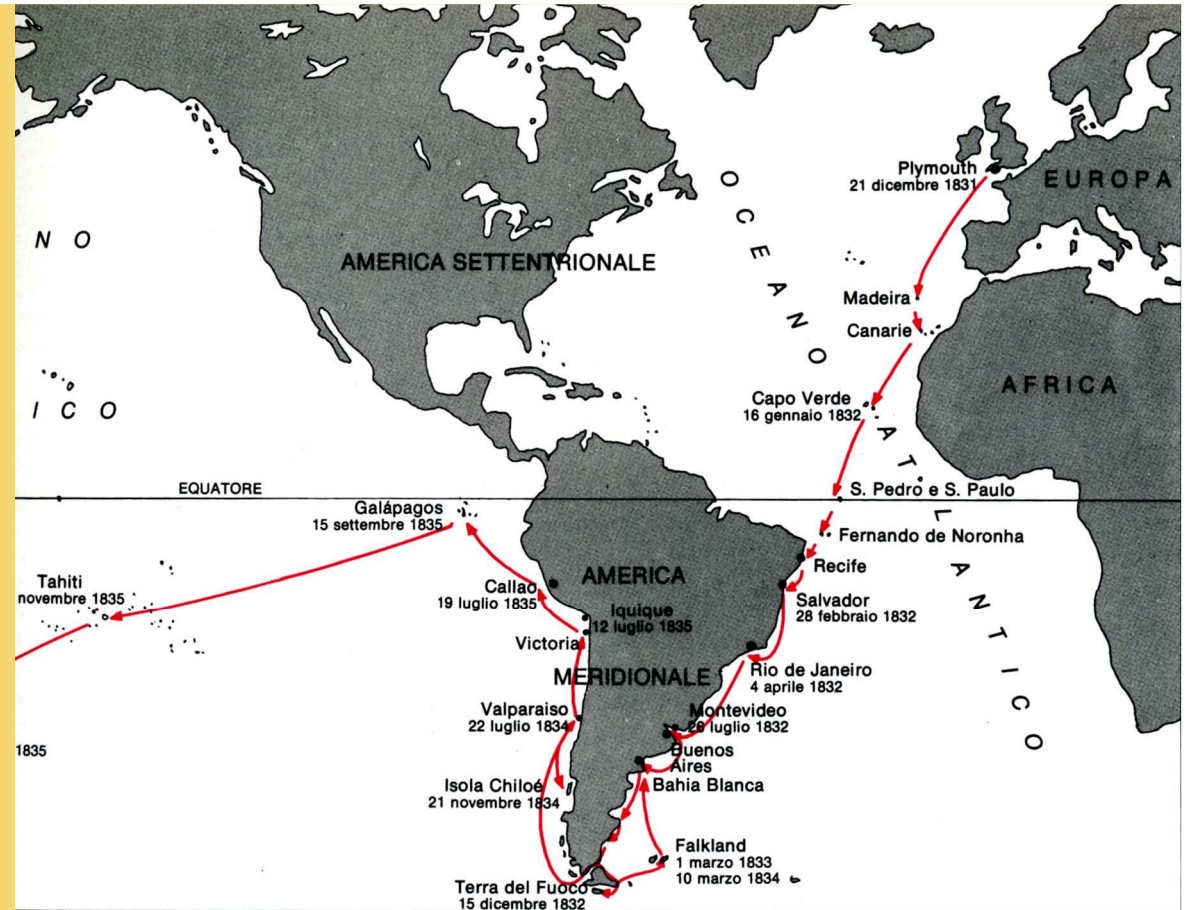 Plymouth
21 dicembre 1831
EUROPA
OCEANO ATLANTICO
N O
AMERICA SETTENTRIONALE
Madeira
Canarie
I C O
AFRICA
Capo Verde
16 gennaio 1832
EQUATORE
S. Pedro e S. Paulo
Galápagos
15 settembre 1835
Fernando de Noronha
Recife
Tahiti
novembre 1835
AMERICA
MERIDIONALE
Callao
19 luglio 1835
Iquique
12 luglio 1835
Salvador
28 febbraio 1832
Victoria
Rio de Janeiro
4 aprile 1832
Valparaiso
22 luglio 1834
Montevideo
26 luglio 1832
1835
Buenos
Aires
Isola Chiloé
21 novembre 1834
Bahia Blanca
Falkland
1 marzo 1833
10 marzo 1834
Terra del Fuoco
15 dicembre 1832